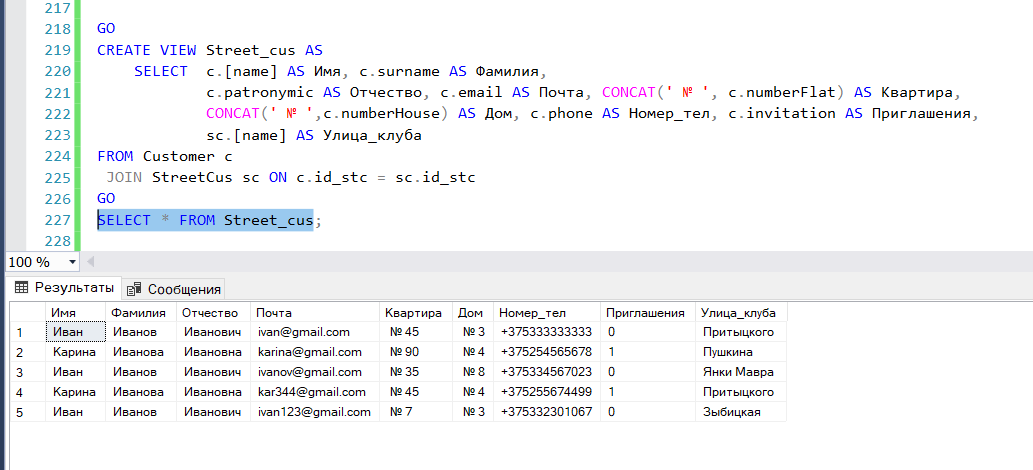 217
218 GO
219 CREATE VIEW Street_cus AS
220 SELECT c.[name] AS Имя, c.surname AS Фамилия,
221 c.patronymic AS Отчество, c.email AS Почта, CONCAT(' № ', c.numberFlat) AS Квартира,
222 CONCAT(' № ',c.numberHouse) AS Дом, c.phone AS Номер_тел, c.invitation AS Приглашения,
223 sc.[name] AS Улица_клуба
224 FROM Customer c
225 JOIN StreetCus sc ON c.id_stc = sc.id_stc
226 GO
227 SELECT * FROM Street_cus;
228
100 %
Результаты Сообщения
Имя Фамилия Отчество Почта Квартира Дом Номер_тел Приглашения Улица_клуба
1 Иван Иванов Иванович ivan@gmail.com № 45 № 3 +375333333333 0 Притыцкого
2 Карина Иванова Ивановна karina@gmail.com № 90 № 4 +375254565678 1 Пушкина
3 Иван Иванов Иванович ivanov@gmail.com № 35 № 8 +375334567023 0 Янки Мавра
4 Карина Иванова Ивановна kar344@gmail.com № 45 № 4 +375255674499 1 Притыцкого
5 Иван Иванов Иванович ivan123@gmail.com № 7 № 3 +375332301067 0 Зыбицкая